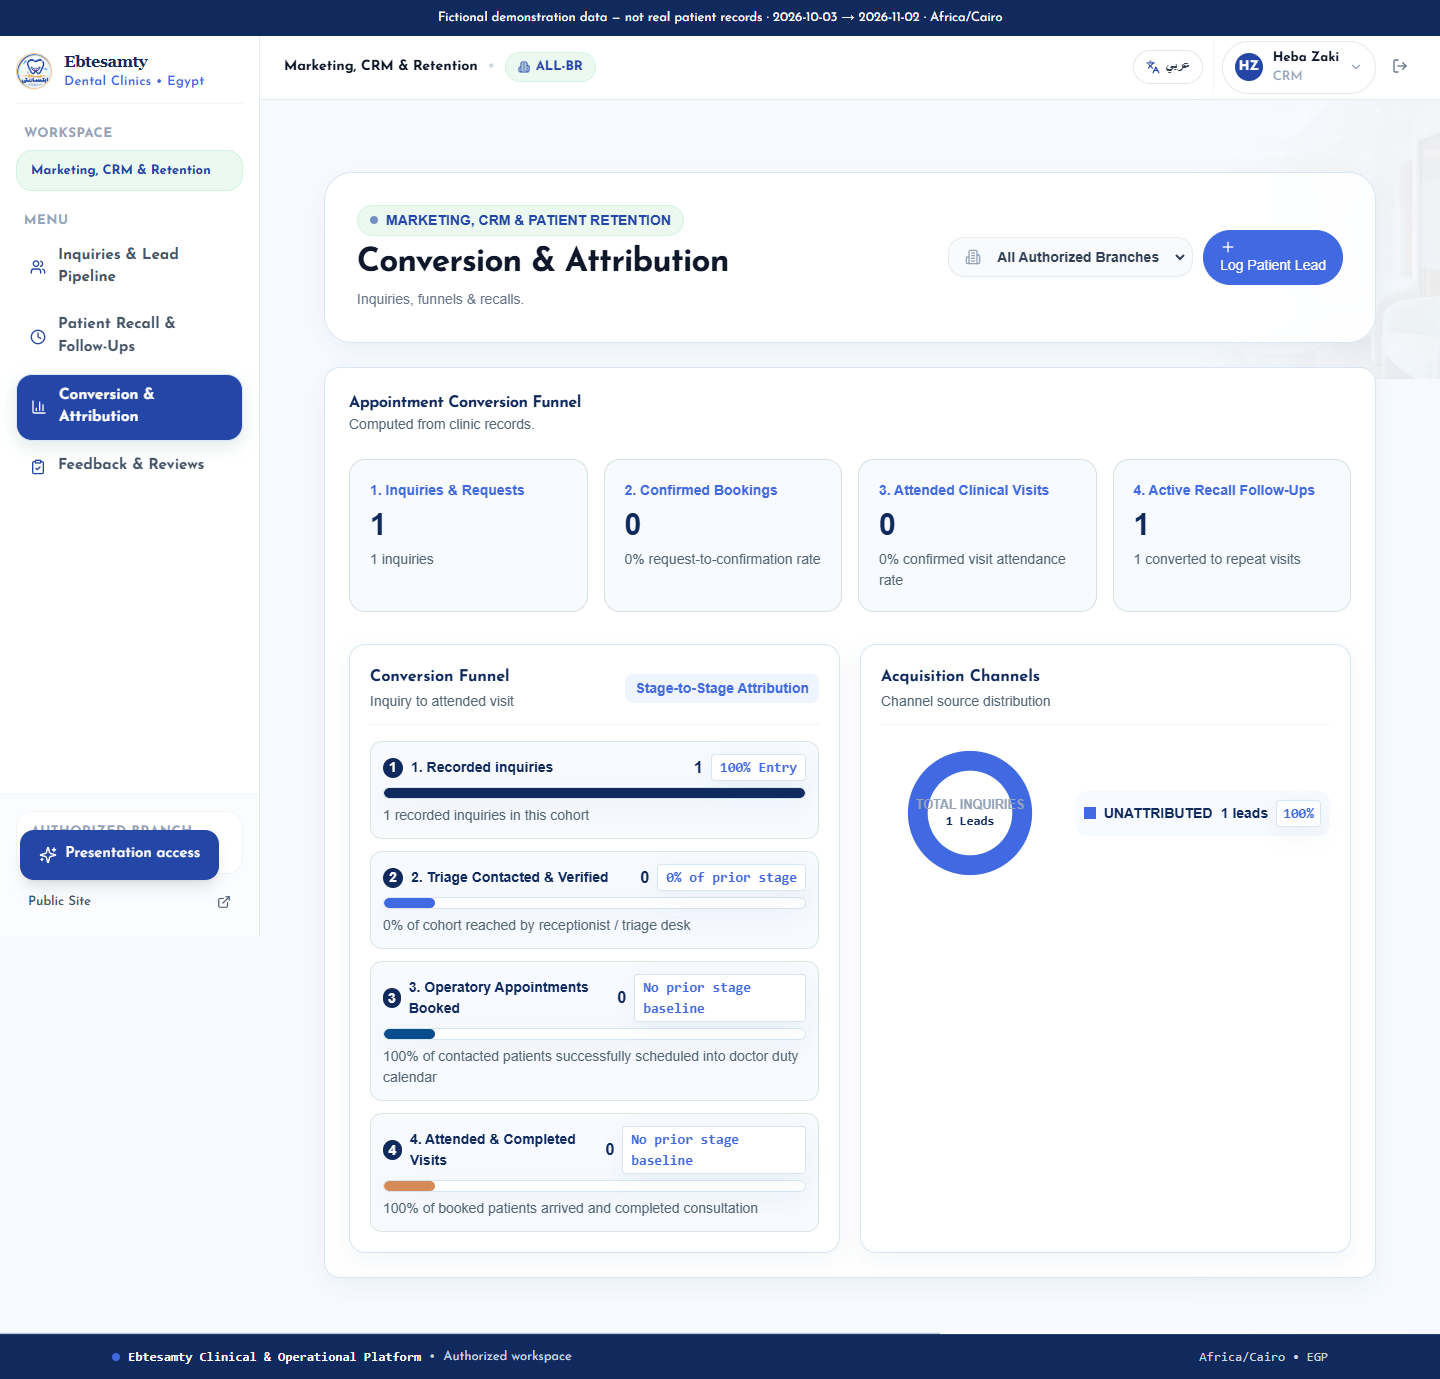 Fictional demonstration data – not real patient records · 2026-10-03 → 2026-11-02 · Africa/Cairo
Ebtesamty
Dental Clinics • Egypt
Marketing, CRM & Retention
ALL-BR
عربي
HZ
Heba Zaki
CRM
WORKSPACE
Marketing, CRM & Retention
MENU
Inquiries & Lead
Pipeline
Patient Recall &
Follow-Ups
Conversion &
Attribution
Feedback & Reviews
AUTHORIZED BRANCH
Presentation access
Public Site
MARKETING, CRM & PATIENT RETENTION
Conversion & Attribution
Inquiries, funnels & recalls.
All Authorized Branches
Log Patient Lead
Appointment Conversion Funnel
Computed from clinic records.
1. Inquiries & Requests
1
1 inquiries
2. Confirmed Bookings
0
0% request-to-confirmation rate
3. Attended Clinical Visits
0
0% confirmed visit attendance
rate
4. Active Recall Follow-Ups
1
1 converted to repeat visits
Conversion Funnel
Inquiry to attended visit
Stage-to-Stage Attribution
1 1. Recorded inquiries 1 100% Entry
1 recorded inquiries in this cohort
2 2. Triage Contacted & Verified 0 0% of prior stage
0% of cohort reached by receptionist / triage desk
3 3. Operatory Appointments
Booked
0
No prior stage
baseline
100% of contacted patients successfully scheduled into doctor duty
calendar
4 4. Attended & Completed
Visits
0
No prior stage
baseline
100% of booked patients arrived and completed consultation
Acquisition Channels
Channel source distribution
TOTAL INQUIRIES
1 Leads
UNATTRIBUTED 1 leads 100%
Ebtesamty Clinical & Operational Platform • Authorized workspace
Africa/Cairo • EGP